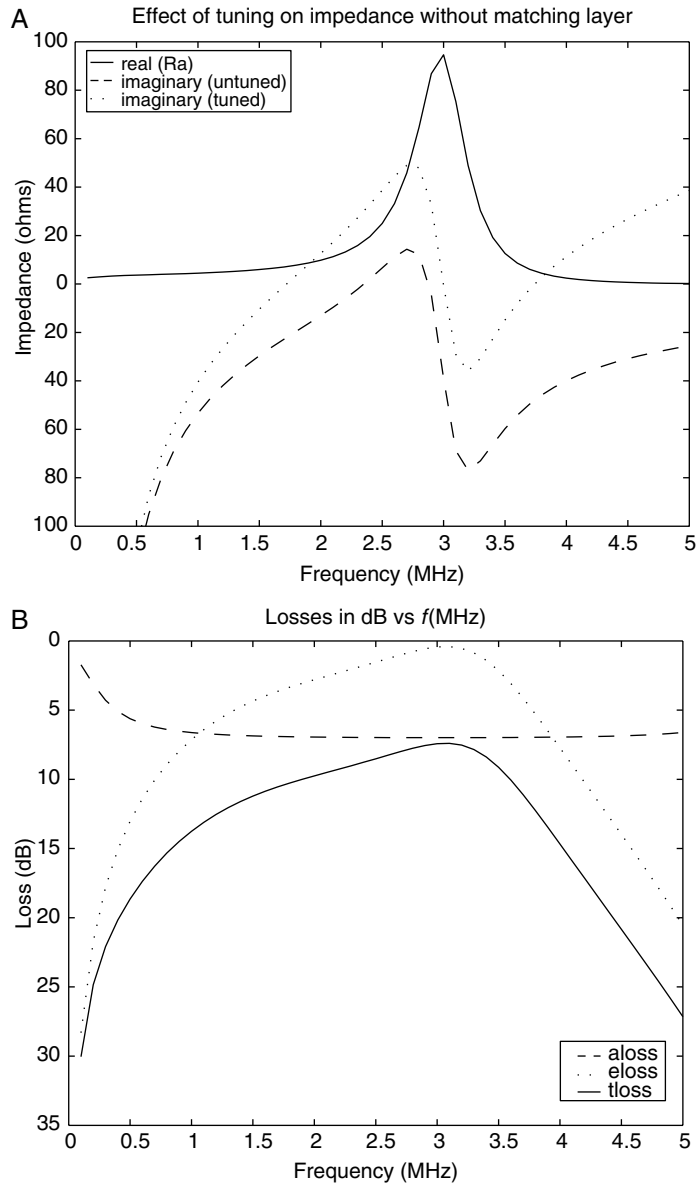 A
Effect of tuning on impedance without matching layer
100
80
60
40
20
0
20
40
60
80
100
Impedance (ohms)
real (Ra)
imaginary (untuned)
imaginary (tuned)
0 0.5 1 1.5 2 2.5 3 3.5 4 4.5 5
Frequency (MHz)
B
Losses in dB vs f(MHz)
0
5
10
15
20
25
30
35
Loss (dB)
aloss
eloss
tloss
0 0.5 1 1.5 2 2.5 3 3.5 4 4.5 5
Frequency (MHz)